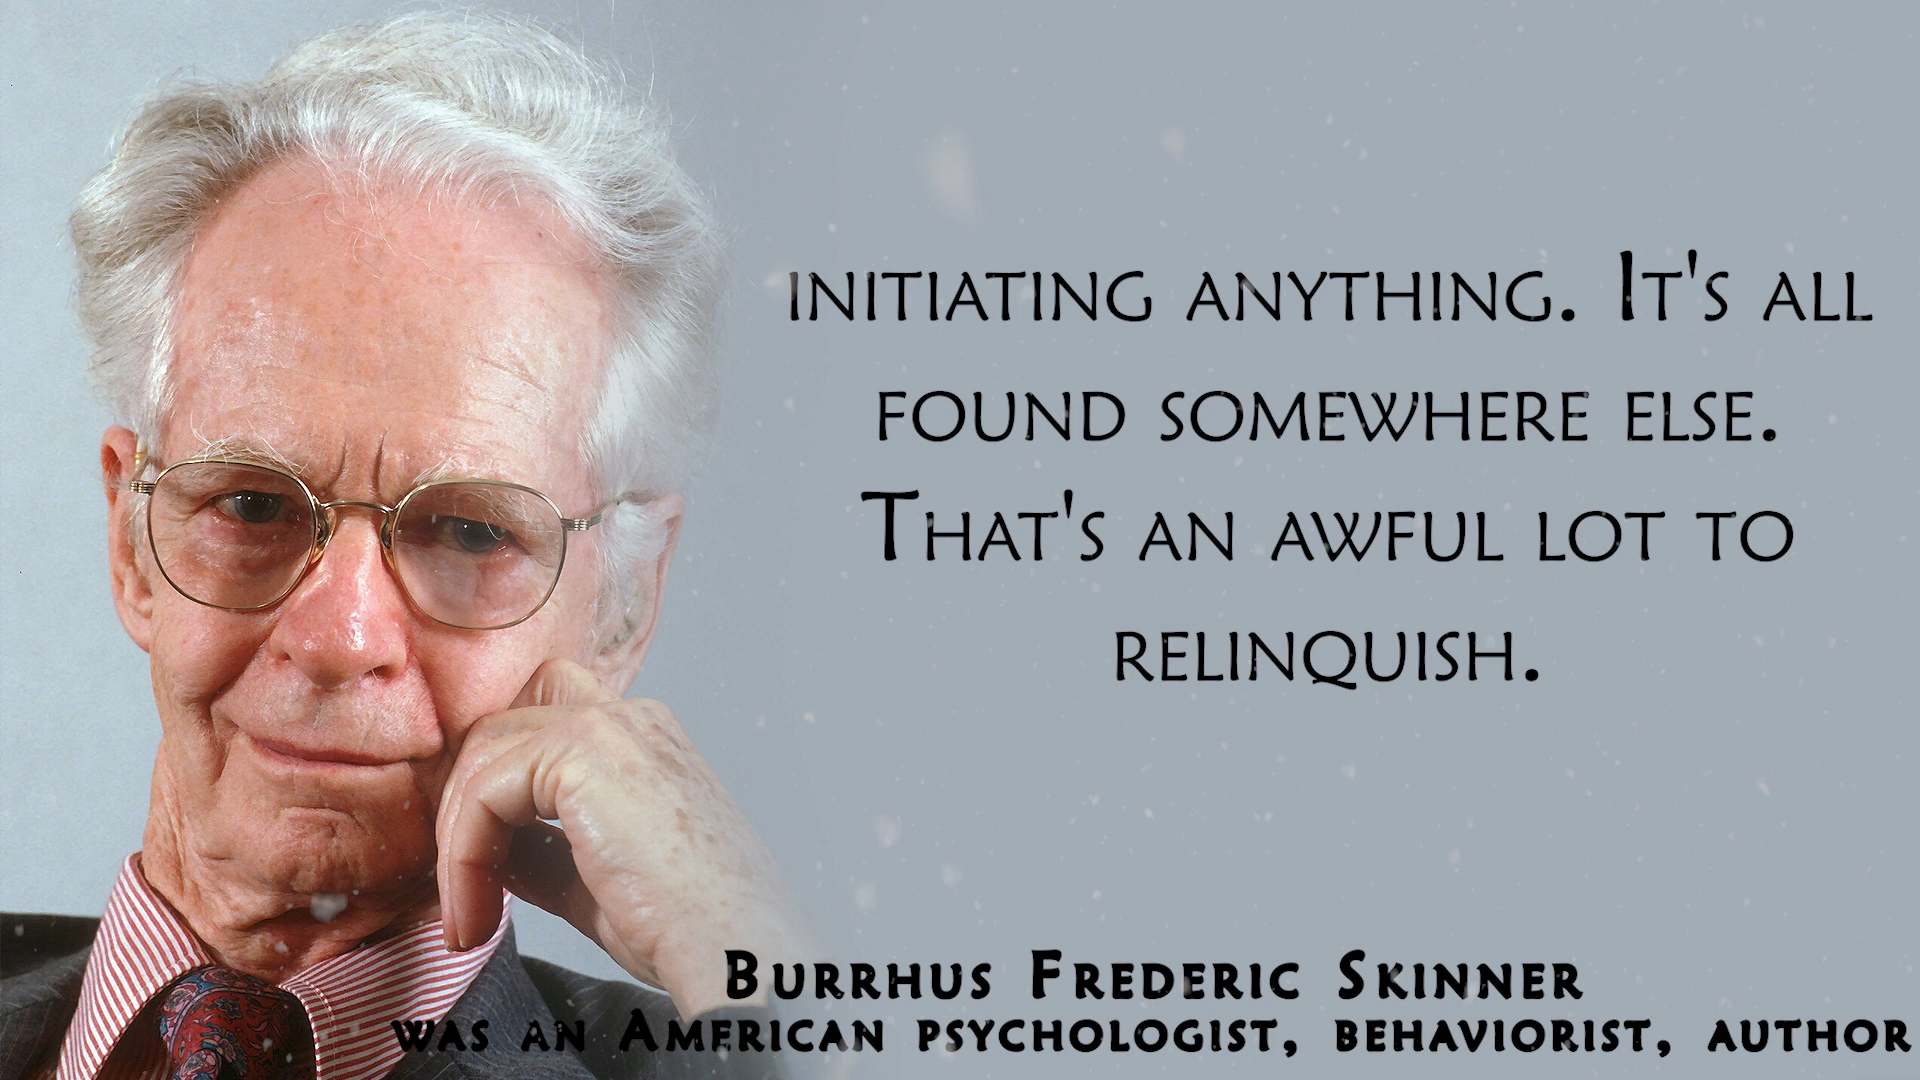 initiating anything. It's all
found somewhere else.
That's an awful lot to
relinquish.
Burrhus Frederic Skinner
was an American psychologist, behaviorist, author